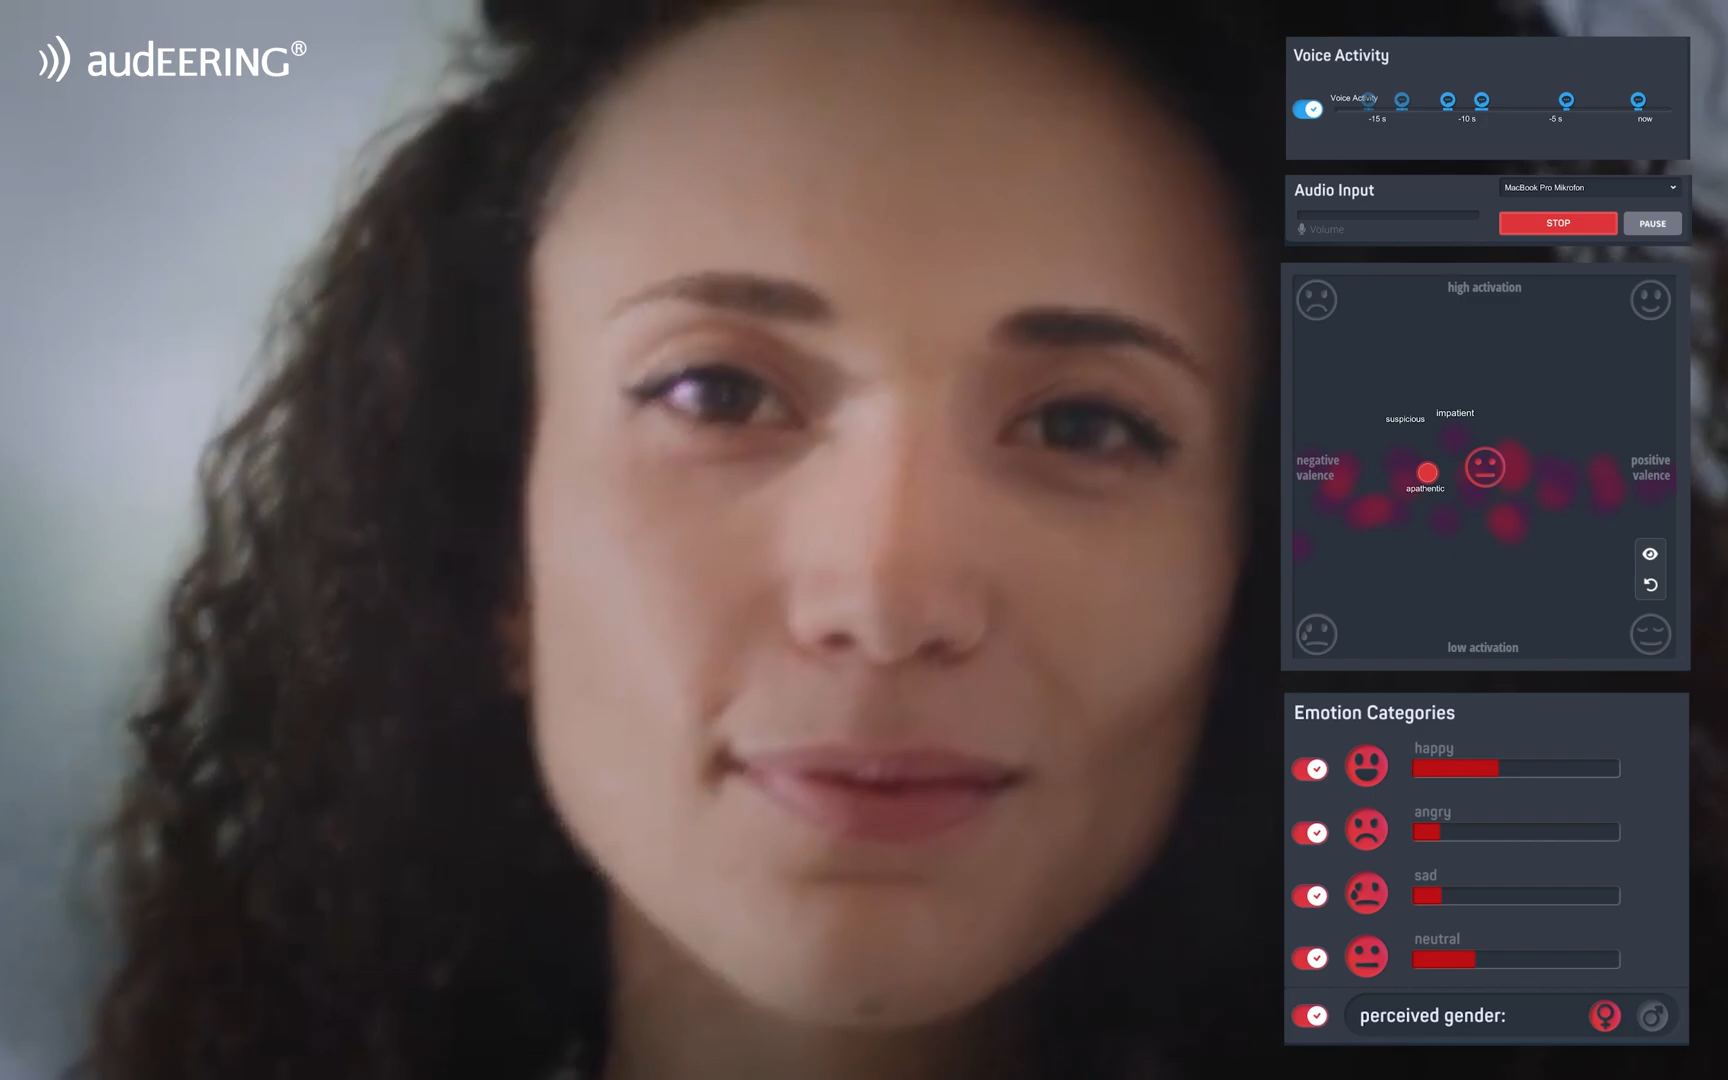 audEERING®
Voice Activity
Voice Activity
-15 s
-10 s
-5 s
now
Audio Input
MacBook Pro Mikrofon
Volume
STOP
PAUSE
high activation
suspicious
impatient
negative
valence
positive
valence
apathentic
low activation
Emotion Categories
happy
angry
sad
neutral
perceived gender: